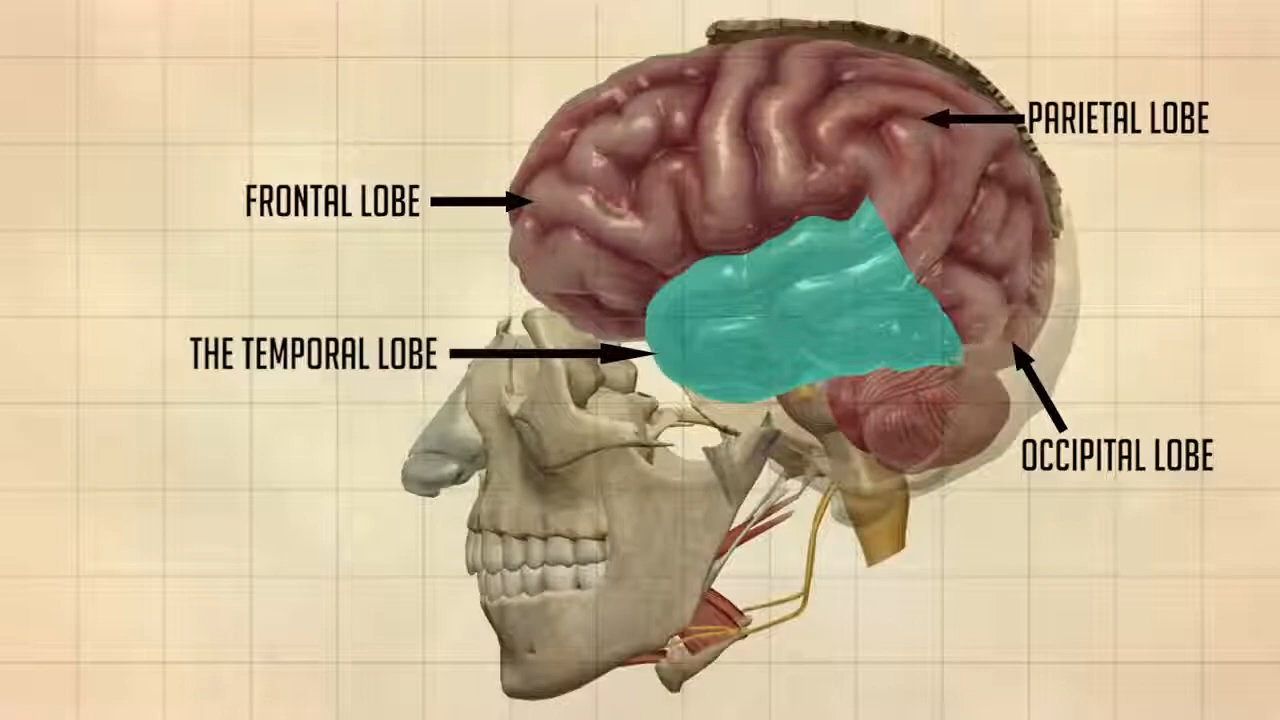 PARIETAL LOBE
FRONTAL LOBE
THE TEMPORAL LOBE
OCCIPITAL LOBE